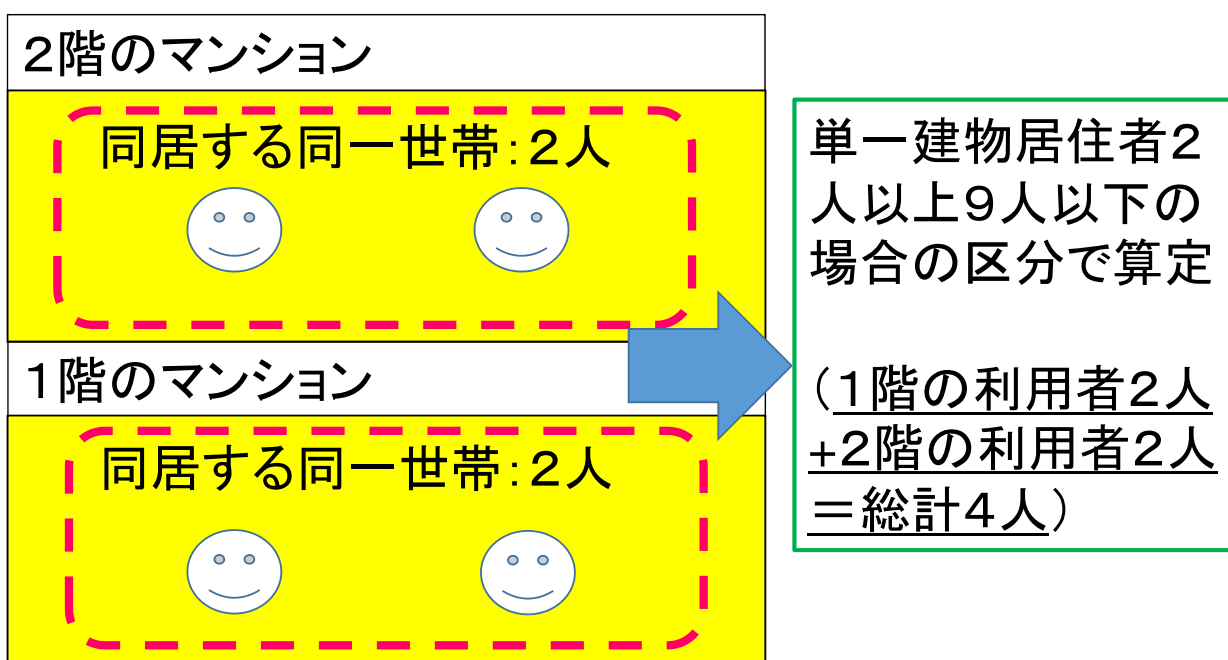 2階のマンション
同居する同一世帯:2人
1階のマンション
同居する同一世帯:2人
単一建物居住者2
人以上9人以下の
場合の区分で算定
(1階の利用者2人
+2階の利用者2人
=総計4人)